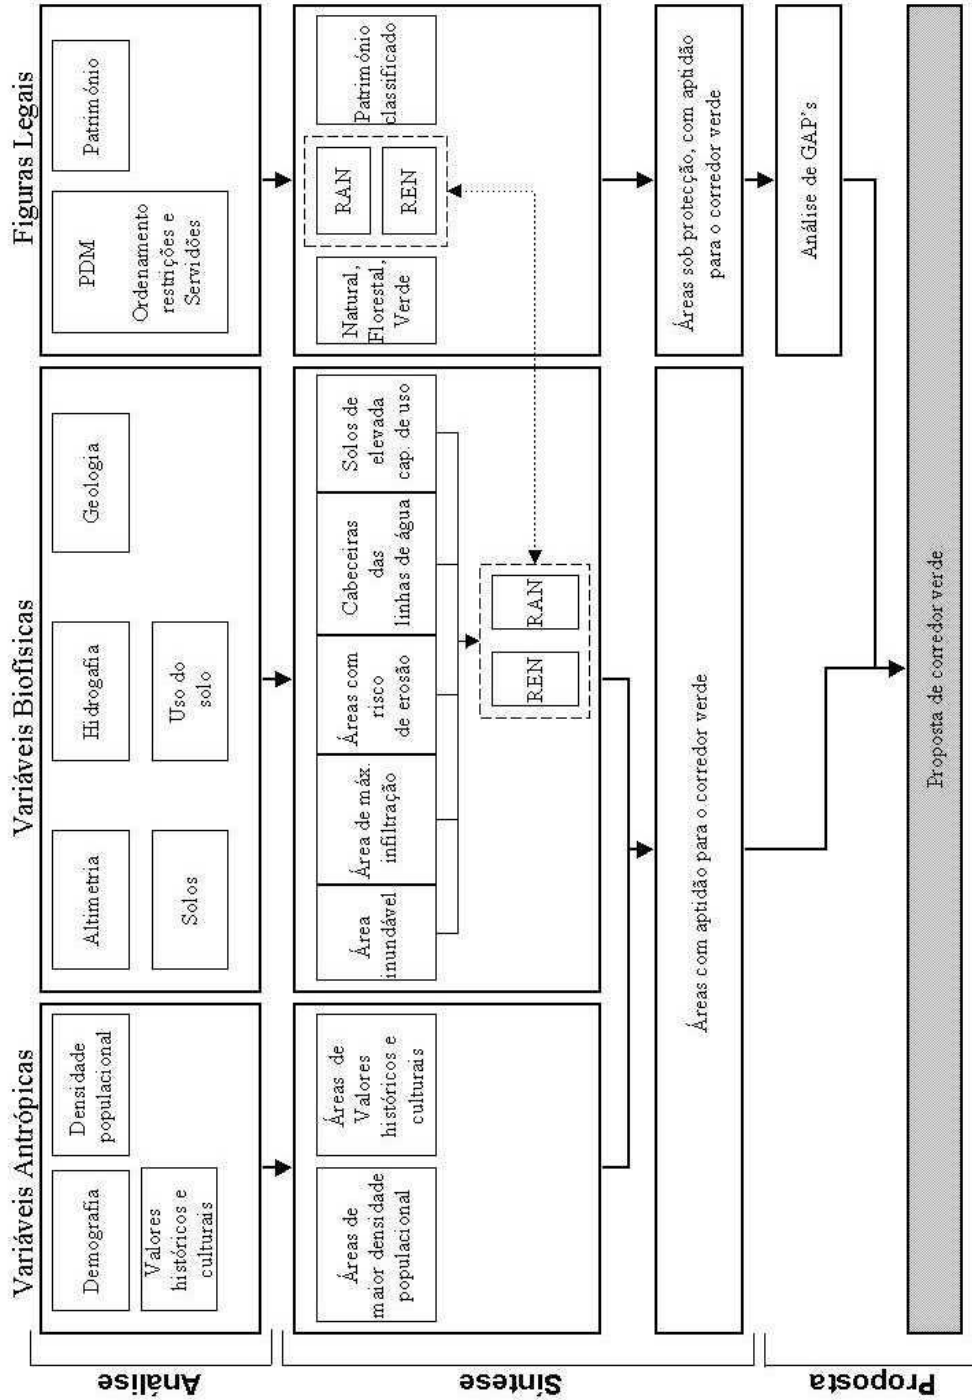 Variáveis Antrópicas
Variáveis Biofísicas
Figuras Legais
Análise
Demografia
Densidade
populacional
Valores
históricos e
culturais
Altimetria
Hidrogafia
Geologia
Solos
Uso do
solo
PDM
Ordenamento
restrições e
Servidões
Património
Síntese
Áreas de
maior densidade
populacional
Áreas de
Valores
históricos e
culturais
Área
inundável
Área de máx.
infiltração
Áreas com
risco
de erosão
Cabeceiras
das
linhas de água
Solos de
elevada
cap. de uso
REN
RAN
Natural,
Florestal,
Verde
RAN
REN
Património
classificado
Áreas com aptidão para o corredor verde
Áreas sob protecção, com aptidão
para o corredor verde
Proposta
Análise de GAP's
Proposta de corredor verde